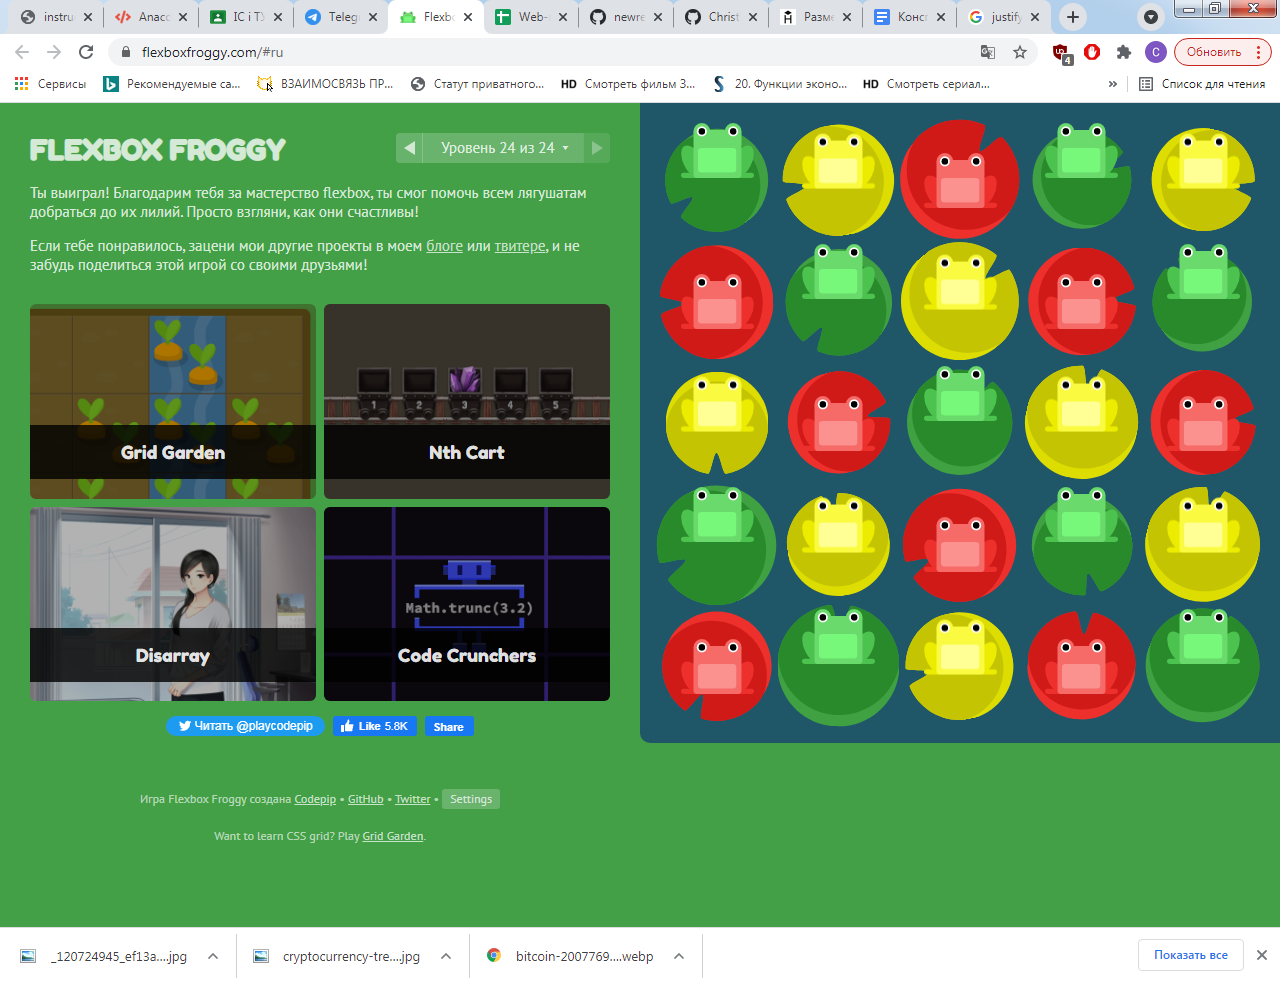 instru
Anacc
IC i T
Telegr
Flexbo
Web-
newre
Christ
Разме
Конст
justify
flexboxfroggy.com/#ru
4
C
Обновить
Сервисы
Рекомендуемые са...
ВЗАИМОСВЯЗЬ ПР...
Статут приватного...
HD Смотреть фильм З...
20. Функции эконо...
HD Смотреть сериал...
»
Список для чтения
FLEXBOX FROGGY
Уровень 24 из 24
Ты выиграл! Благодарим тебя за мастерство flexbox, ты смог помочь всем лягушатам
добраться до их лилий. Просто взгляни, как они счастливы!
Если тебе понравилось, зацени мои другие проекты в моем блоге или твитере, и не
забудь поделиться этой игрой со своими друзьями!
Grid Garden
1 2 3 4 5
Nth Cart
Disarray
Math.trunc(3.2)
Code Crunchers
Читать @playcodepip
Like 5.8K
Share
Игра Flexbox Froggy создана Codepip • GitHub • Twitter • Settings
Want to learn CSS grid? Play Grid Garden.
_120724945_ef13a....jpg
cryptocurrency-tre....jpg
bitcoin-2007769....webp
Показать все